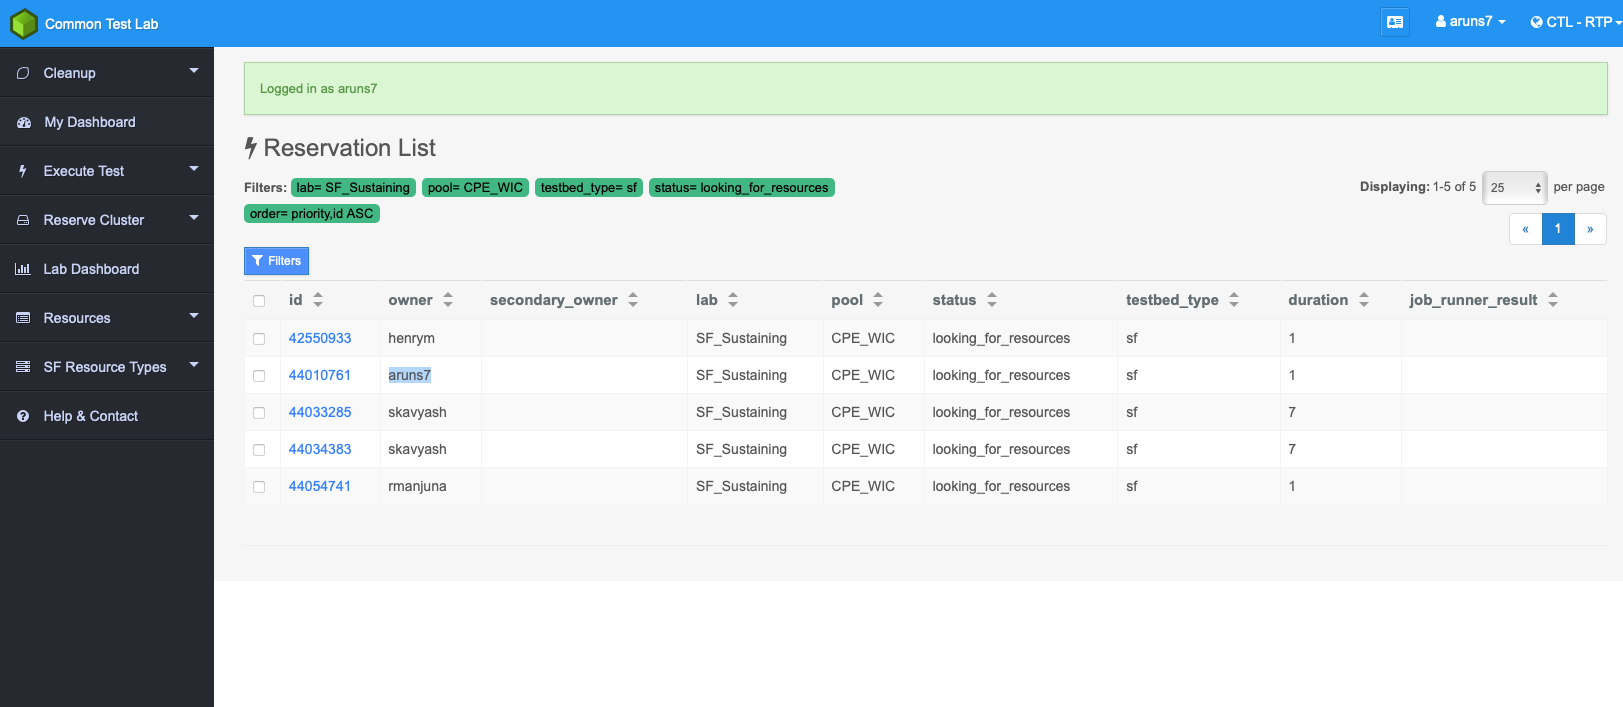 Common Test Lab
aruns7
CTL - RTP
Cleanup
My Dashboard
Execute Test
Reserve Cluster
Lab Dashboard
Resources
SF Resource Types
Help & Contact
Logged in as aruns7
Reservation List
Filters: lab= SF_Sustaining pool= CPE_WIC testbed_type= sf status= looking_for_resources
order= priority,id ASC
Displaying: 1-5 of 5 25 per page
« 1 »
Filters
id owner secondary_owner lab pool status testbed_type duration job_runner_result
42550933 henrym SF_Sustaining CPE_WIC looking_for_resources sf 1
44010761 aruns7 SF_Sustaining CPE_WIC looking_for_resources sf 1
44033285 skavyash SF_Sustaining CPE_WIC looking_for_resources sf 7
44034383 skavyash SF_Sustaining CPE_WIC looking_for_resources sf 7
44054741 rmanjuna SF_Sustaining CPE_WIC looking_for_resources sf 1